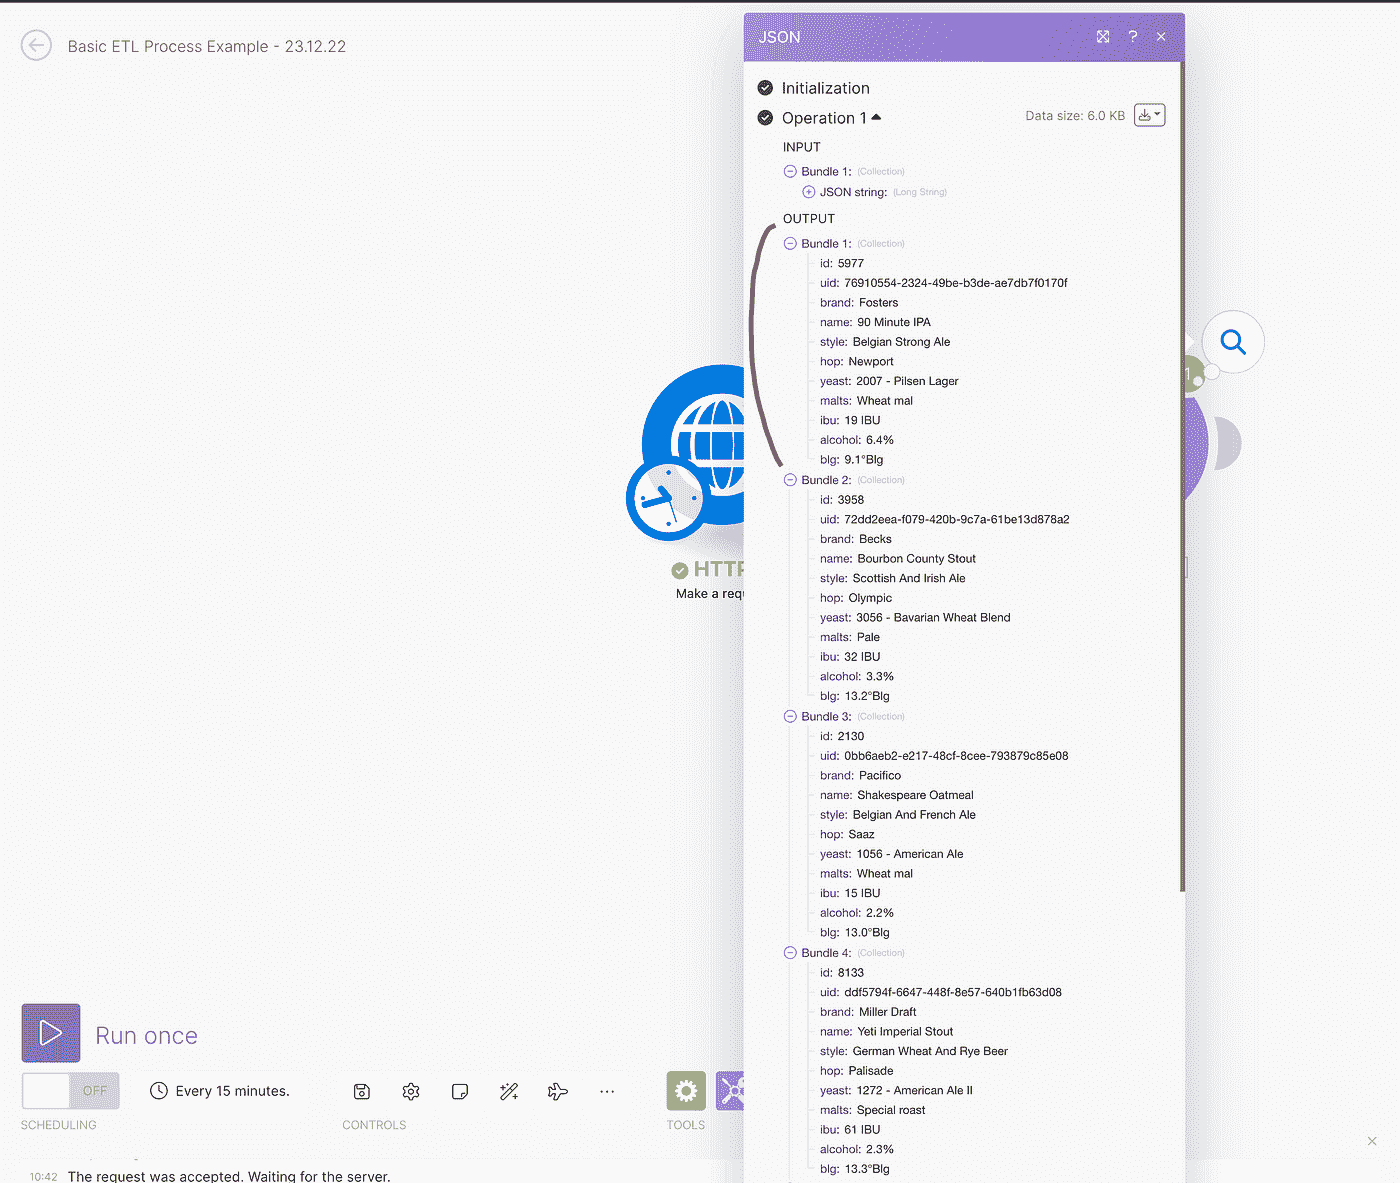 Basic ETL Process Example - 23.12.22
JSON
?
Initialization
Operation 1
Data size: 6.0 KB
INPUT
Bundle 1: (Collection)
JSON string: (Long String)
OUTPUT
Bundle 1: (Collection)
id: 5977
uid: 76910554-2324-49be-b3de-ae7db7f0170f
brand: Fosters
name: 90 Minute IPA
style: Belgian Strong Ale
hop: Newport
yeast: 2007 - Pilsen Lager
malts: Wheat mal
ibu: 19 IBU
alcohol: 6.4%
blg: 9.1°Blg
Bundle 2: (Collection)
id: 3958
uid: 72dd2eea-f079-420b-9c7a-61be13d878a2
brand: Becks
name: Bourbon County Stout
style: Scottish And Irish Ale
hop: Olympic
yeast: 3056 - Bavarian Wheat Blend
malts: Pale
ibu: 32 IBU
alcohol: 3.3%
blg: 13.2°Blg
Bundle 3: (Collection)
id: 2130
uid: 0bb6aeb2-e217-48cf-8cee-793879c85e08
brand: Pacifico
name: Shakespeare Oatmeal
style: Belgian And French Ale
hop: Saaz
yeast: 1056 - American Ale
malts: Wheat mal
ibu: 15 IBU
alcohol: 2.2%
blg: 13.0°Blg
Bundle 4: (Collection)
id: 8133
uid: ddf5794f-6647-448f-8e57-640b1fb63d08
brand: Miller Draft
name: Yeti Imperial Stout
style: German Wheat And Rye Beer
hop: Palisade
yeast: 1272 - American Ale II
malts: Special roast
ibu: 61 IBU
alcohol: 2.3%
blg: 13.3°Blg
1
HTTP
Make a req
Run once
OFF
Every 15 minutes.
SCHEDULING
CONTROLS
TOOLS
10:42 The request was accepted. Waiting for the server.